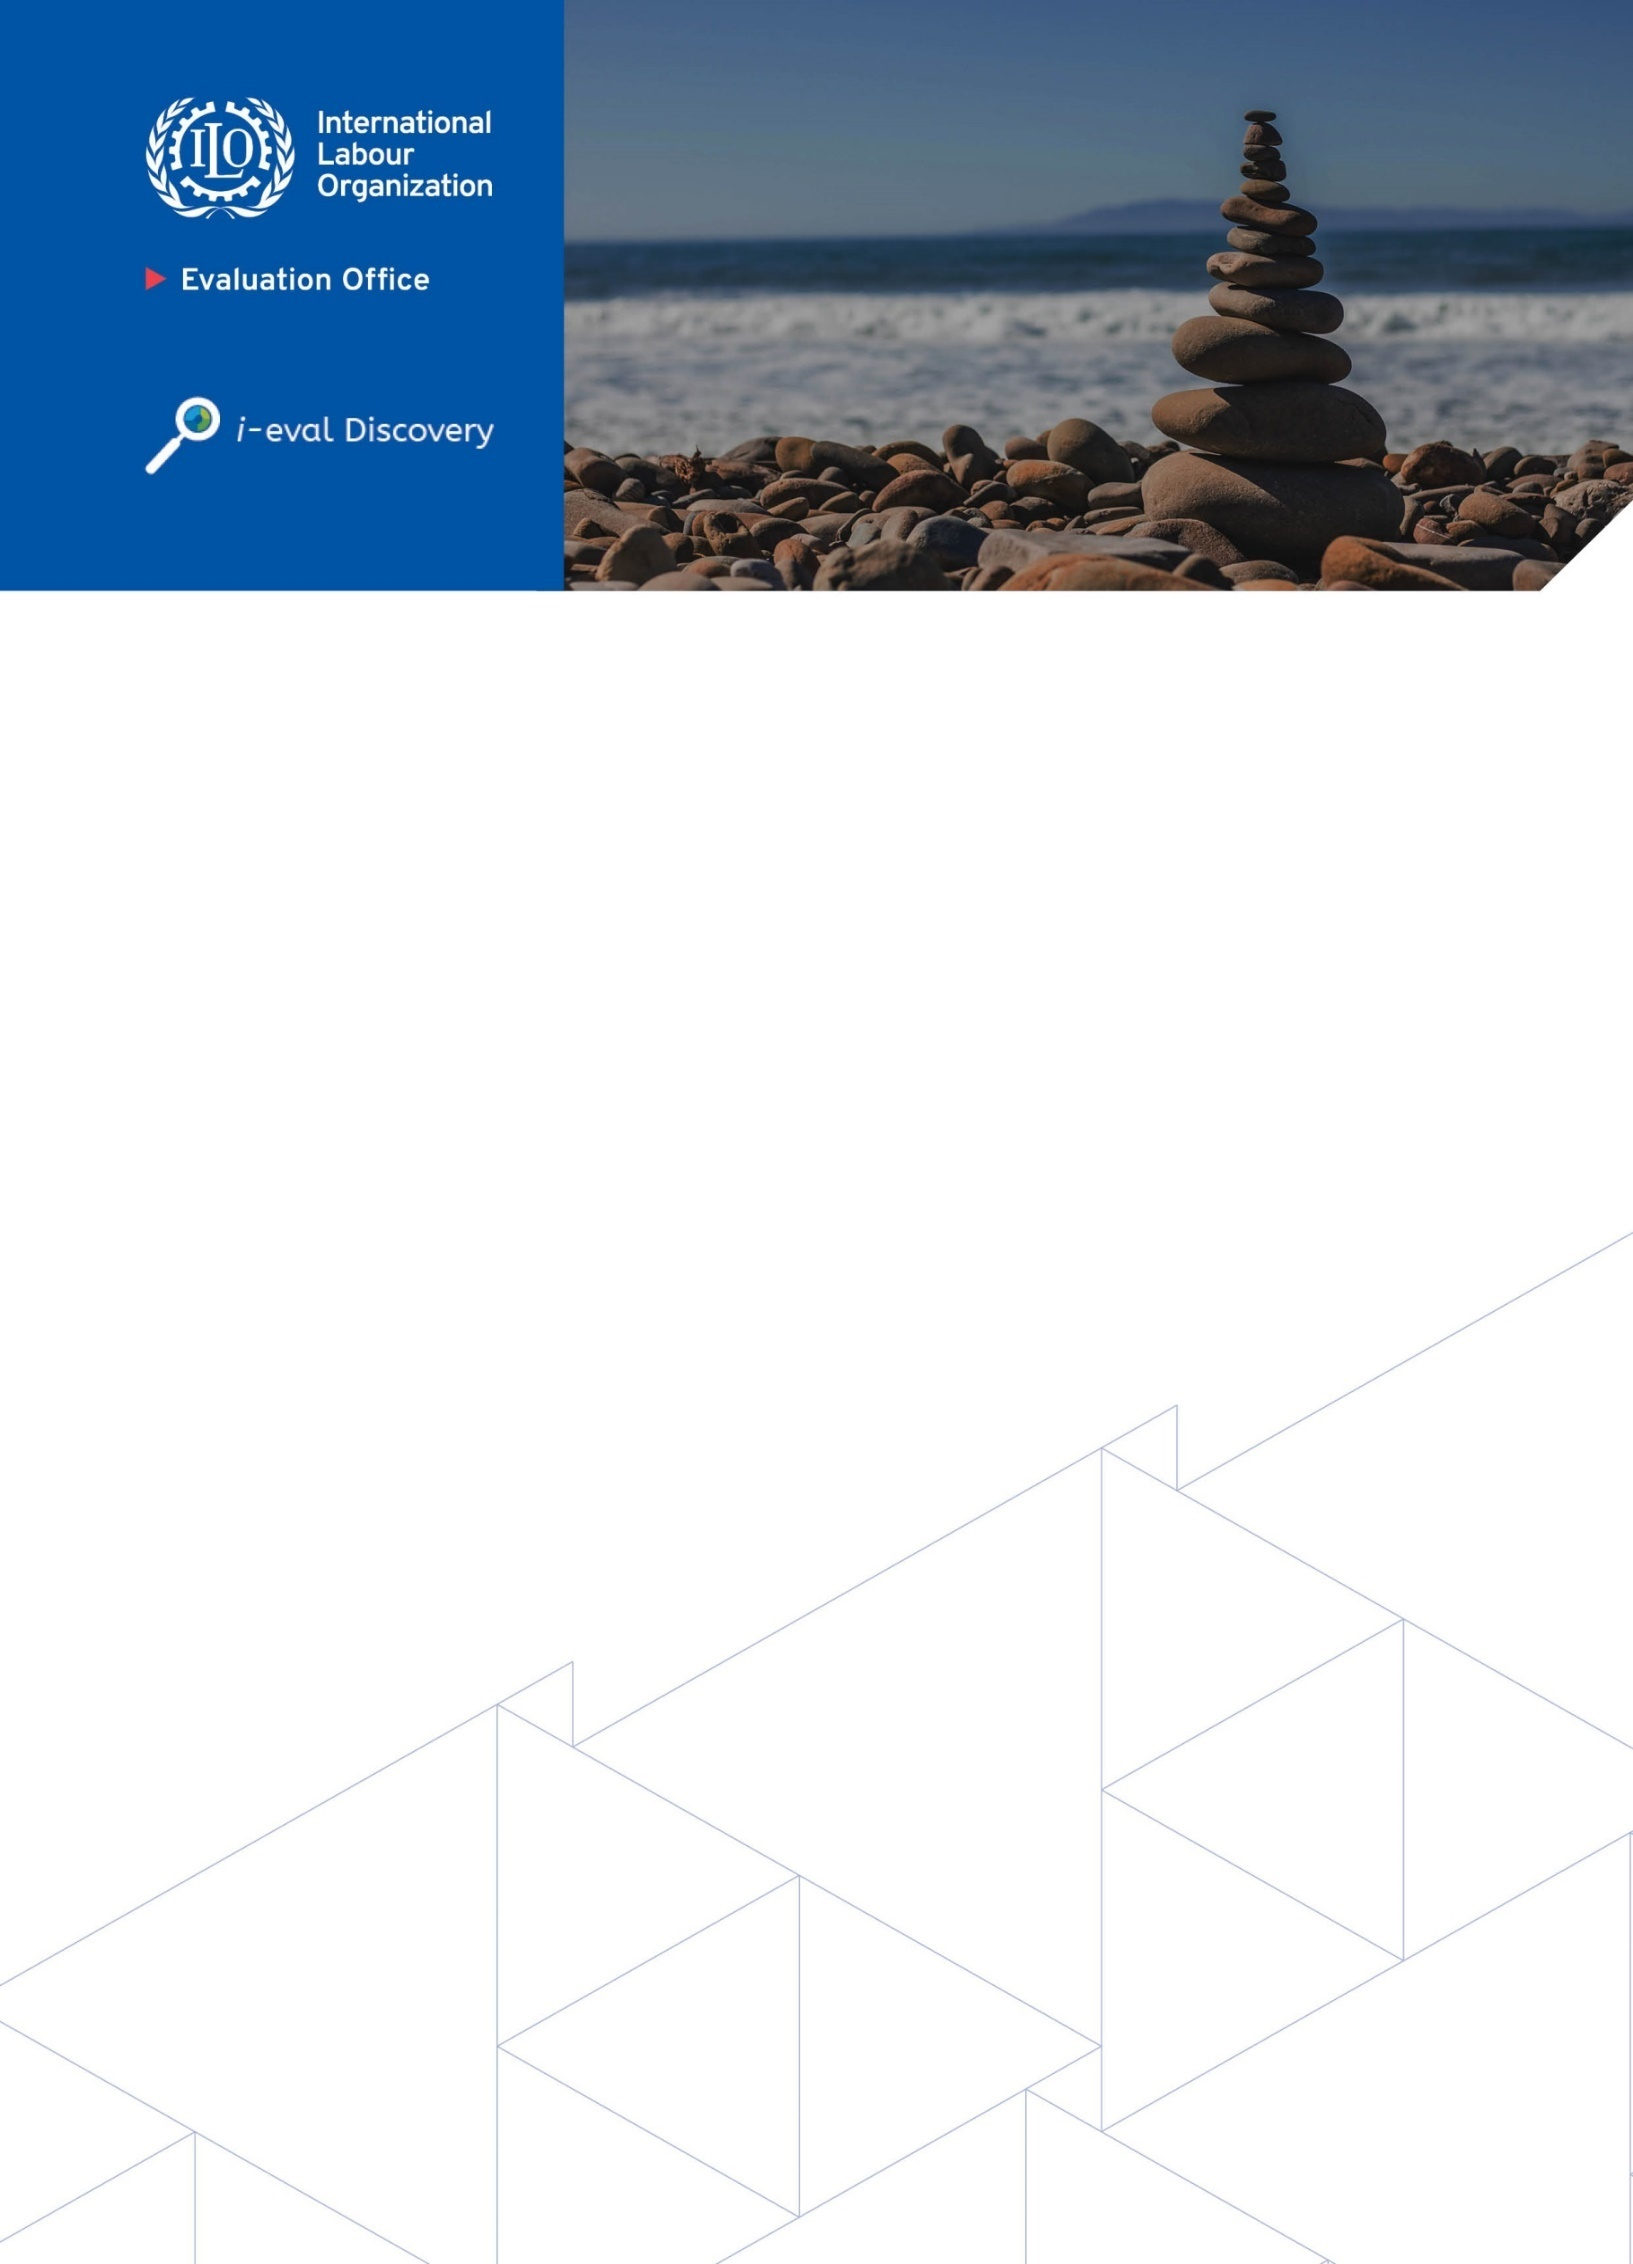 ILO
International
Labour
Organization
Evaluation Office
i-eval Discovery